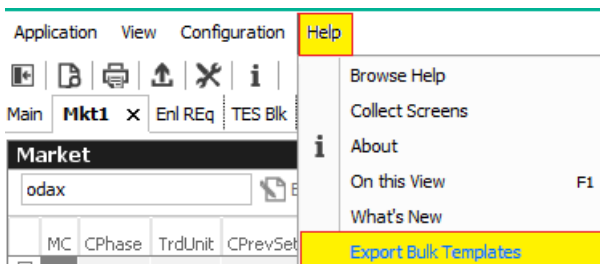 Application View Configuration Help
i
Browse Help
Main Mkt1 x Enl REq TES Blk
Collect Screens
i About
Market
On this View F1
odax
What's New
MC CPhase TrdUnit CPrevSet
Export Bulk Templates